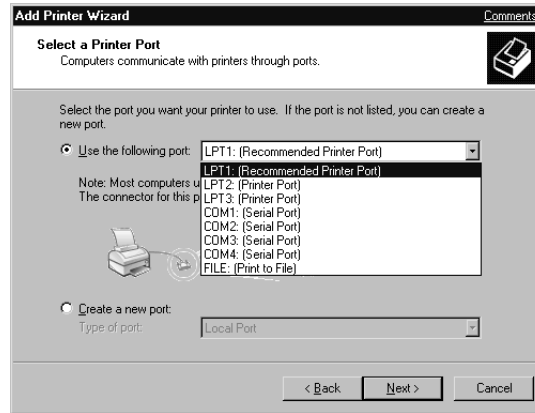 Add Printer Wizard
Comments
Select a Printer Port
Computers communicate with printers through ports.
Select the port you want your printer to use. If the port is not listed, you can create a
new port.
Use the following port:
LPT1: (Recommended Printer Port)
LPT1: (Recommended Printer Port)
LPT2: (Printer Port)
LPT3: (Printer Port)
COM1: (Serial Port)
COM2: (Serial Port)
COM3: (Serial Port)
COM4: (Serial Port)
FILE: (Print to File)
Note: Most computers u
The connector for this p
Create a new port:
Type of port:
Local Port
< Back
Next >
Cancel